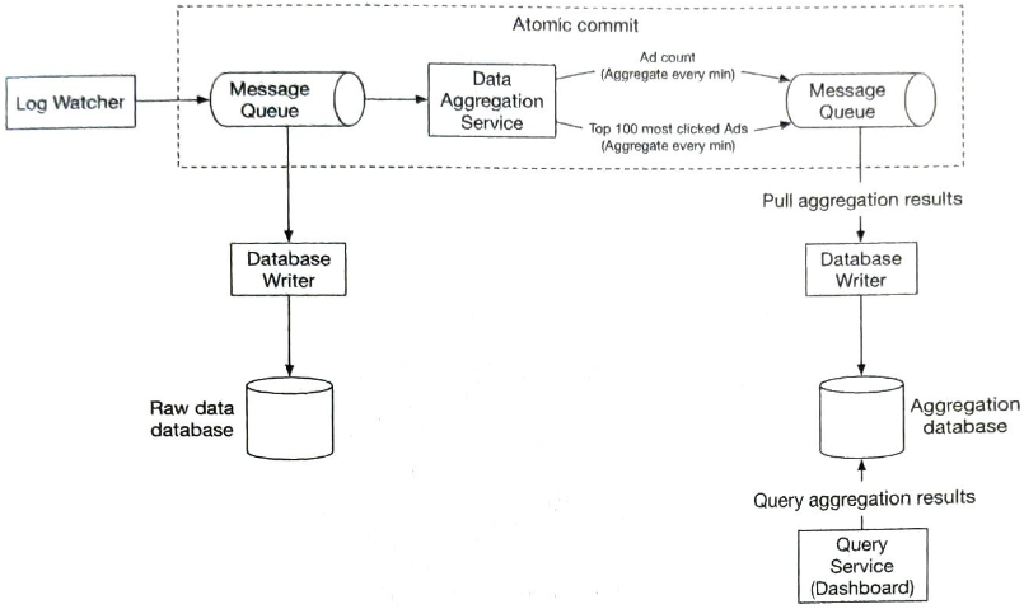 Atomic commit
Log Watcher
Message
Queue
Data
Aggregation
Service
Ad count
(Aggregate every min)
Top 100 most clicked Ads
(Aggregate every min)
Message
Queue
Pull aggregation results
Database
Writer
Database
Writer
Raw data
database
Aggregation
database
Query aggregation results
Query
Service
(Dashboard)